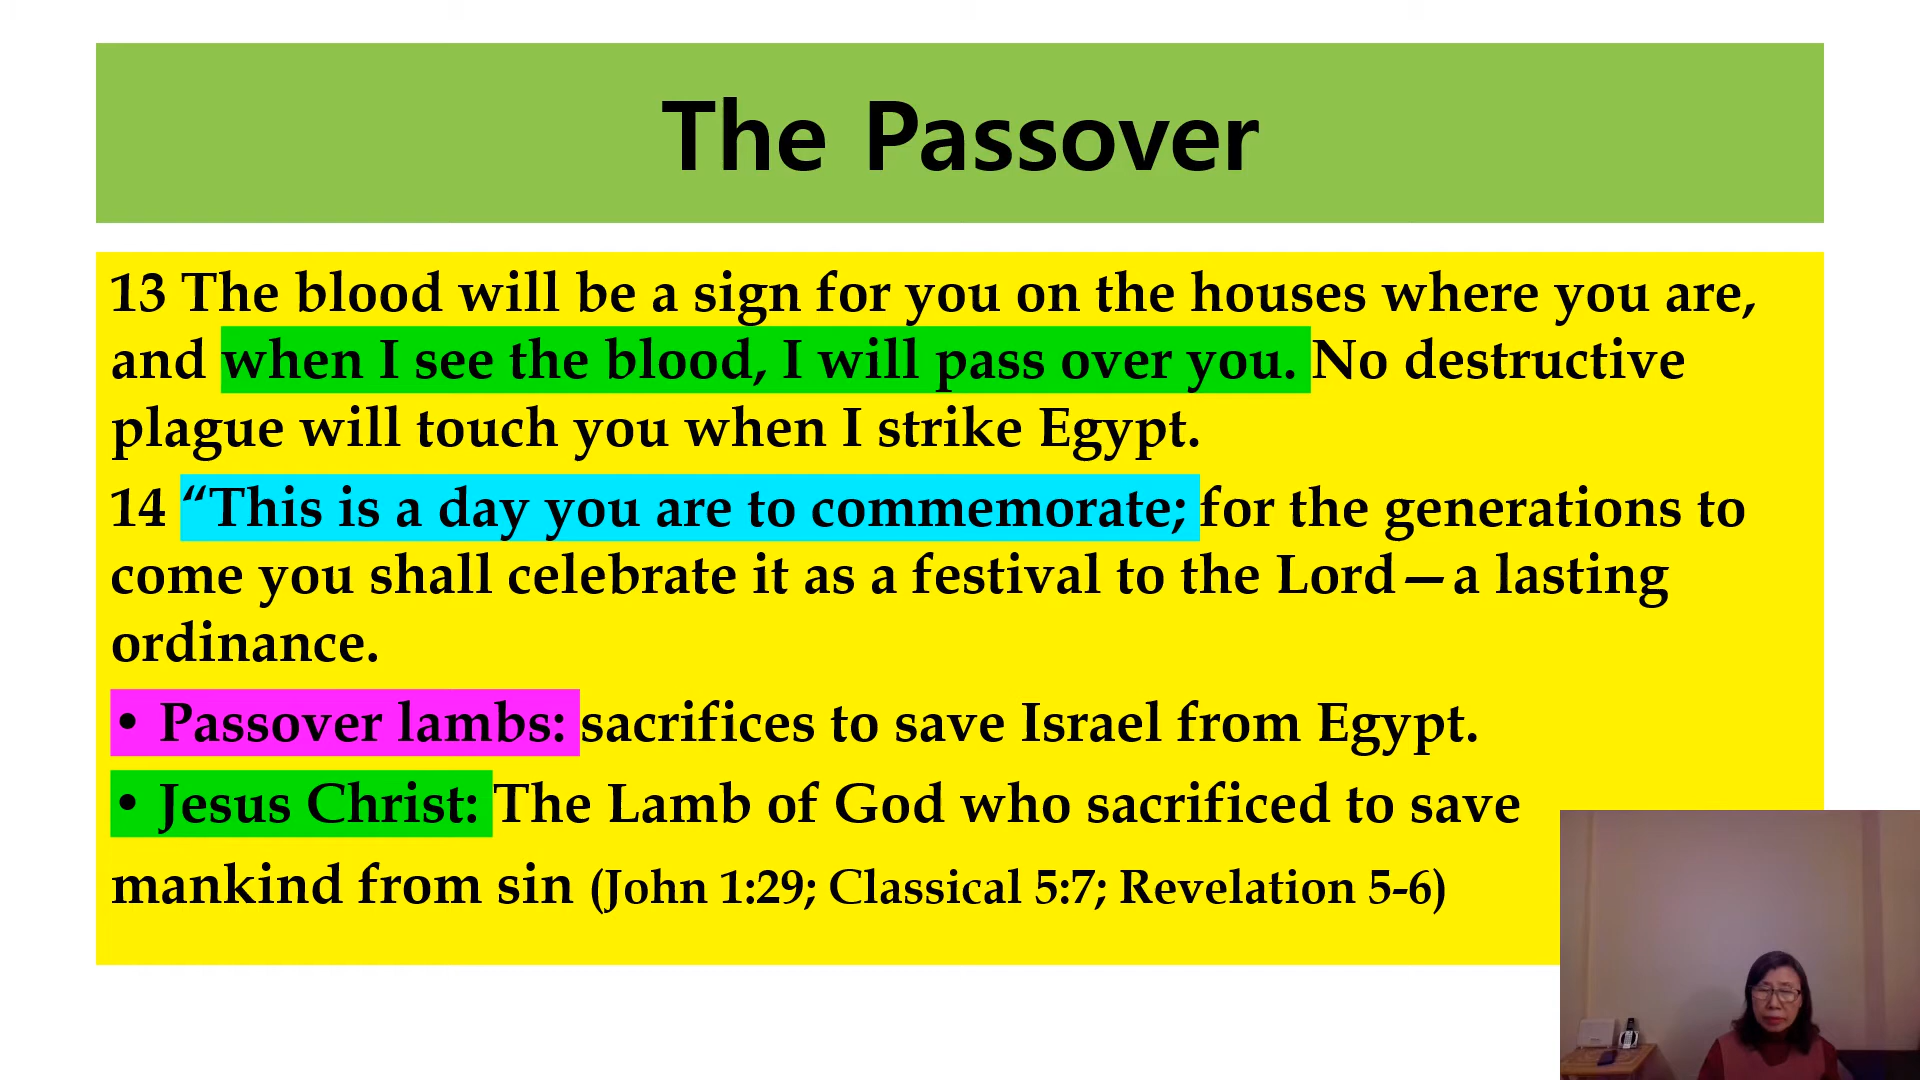 The Passover
13 The blood will be a sign for you on the houses where you are,
and when I see the blood, I will pass over you. No destructive
plague will touch you when I strike Egypt.
14 “This is a day you are to commemorate; for the generations to
come you shall celebrate it as a festival to the Lord—a lasting
ordinance.
• Passover lambs: sacrifices to save Israel from Egypt.
• Jesus Christ: The Lamb of God who sacrificed to save
mankind from sin (John 1:29; Classical 5:7; Revelation 5-6)